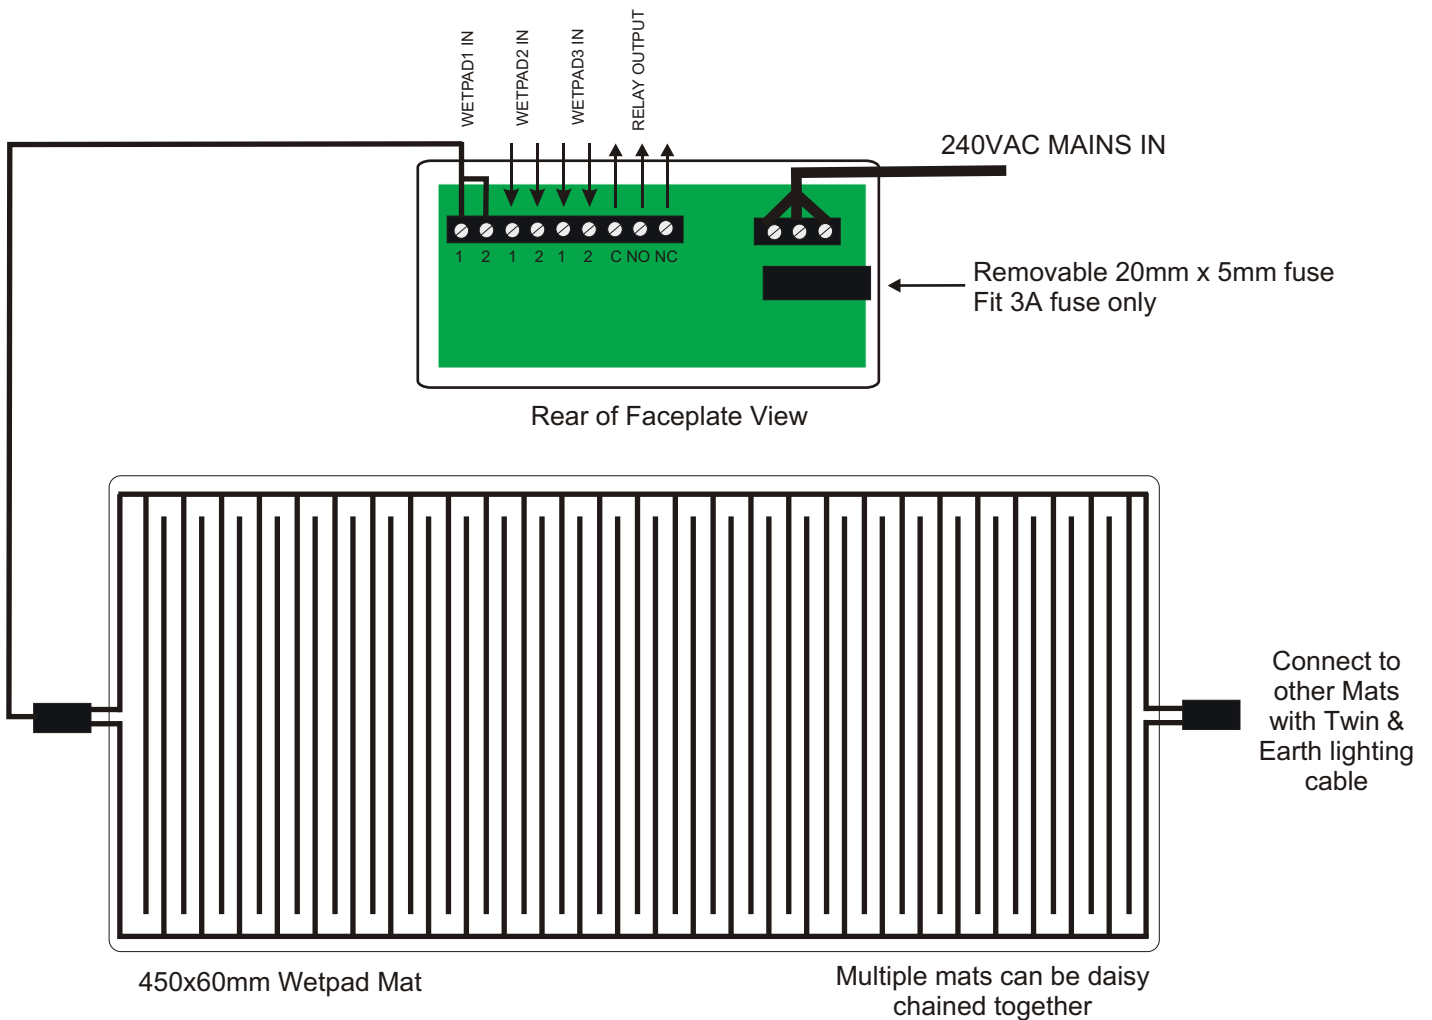 WETPAD1 IN
WETPAD2 IN
WETPAD3 IN
RELAY OUTPUT
240VAC MAINS IN
1 2 1 2 1 2 C NO NC
Removable 20mm x 5mm fuse
Fit 3A fuse only
Rear of Faceplate View
Connect to
other Mats
with Twin &
Earth lighting
cable
450x60mm Wetpad Mat
Multiple mats can be daisy
chained together